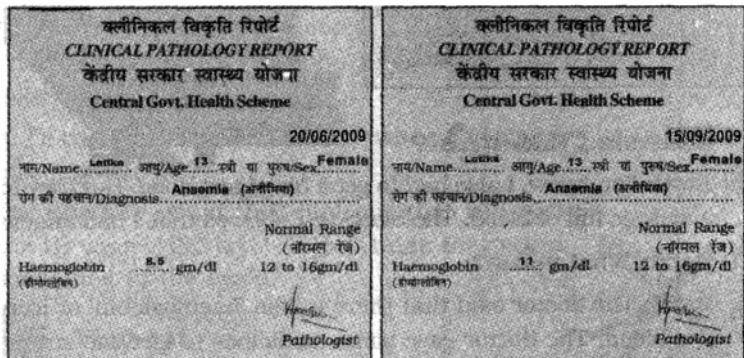 क्लीनिकल विकृति रिपोर्ट
CLINICAL PATHOLOGY REPORT
केंद्रीय सरकार स्वास्थ्य योजना
Central Govt. Health Scheme
20/06/2009
नाम/Name......Latika...... आयु/Age..13...स्त्री या पुरुष/Sex.Female
रोग की पहचान/Diagnosis..........Anaemia (अनीमिया)..........
Normal Range
(नॉरमल रेंज)
Haemoglobin ....8.5.... gm/dl 12 to 16gm/dl
(हीमोग्लोबिन)
Pathologist
क्लीनिकल विकृति रिपोर्ट
CLINICAL PATHOLOGY REPORT
केंद्रीय सरकार स्वास्थ्य योजना
Central Govt. Health Scheme
15/09/2009
नाम/Name......Latika...... आयु/Age..13...स्त्री या पुरुष/Sex.Female
रोग की पहचान/Diagnosis..........Anaemia (अनीमिया)..........
Normal Range
(नॉरमल रेंज)
Haemoglobin ....11.... gm/dl 12 to 16gm/dl
(हीमोग्लोबिन)
Pathologist